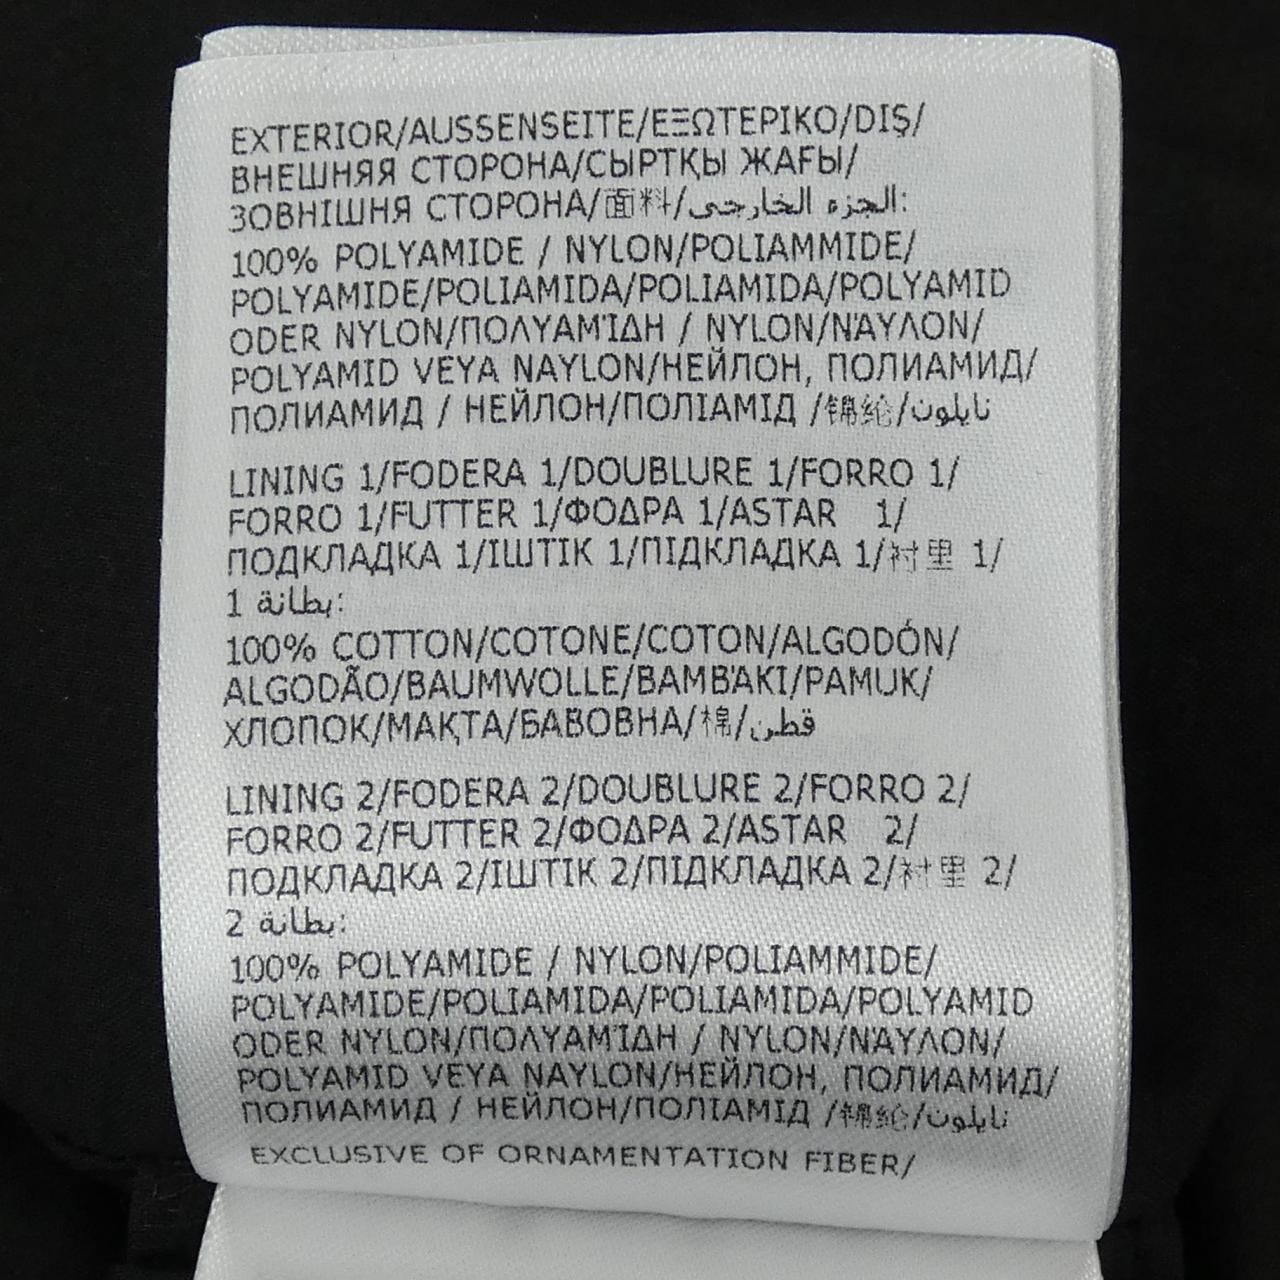 EXTERIOR/AUSSENSEITE/ΕΞΩΤΕΡΙΚΟ/DIŞ/
ВНЕШНЯЯ СТОРОНА/СЫРТҚЫ ЖАҒЫ/
ЗОВНІШНЯ СТОРОНА/面料/الجزء الخارجى:
100% POLYAMIDE / NYLON/POLIAMMIDE/
POLYAMIDE/POLIAMIDA/POLIAMIDA/POLYAMID
ODER NYLON/ΠΟΛΥΑΜΊΔΗ / NYLON/ΝΆΥΛΟΝ/
POLYAMID VEYA NAYLON/НЕЙЛОН, ПОЛИАМИД/
ПОЛИАМИД / НЕЙЛОН/ПОЛІАМІД /锦纶/نايلون
LINING 1/FODERA 1/DOUBLURE 1/FORRO 1/
FORRO 1/FUTTER 1/ΦΟΔΡΑ 1/ASTAR   1/
ПОДКЛАДКА 1/ІШТІК 1/ПІДКЛАДКА 1/衬里 1/
1 بطانة:
100% COTTON/COTONE/COTON/ALGODÓN/
ALGODÃO/BAUMWOLLE/ΒΑΜΒΆΚΙ/PAMUK/
ХЛОПОК/МАҚТА/БАВОВНА/棉/قطن
LINING 2/FODERA 2/DOUBLURE 2/FORRO 2/
FORRO 2/FUTTER 2/ΦΟΔΡΑ 2/ASTAR   2/
ПОДКЛАДКА 2/ІШТІК 2/ПІДКЛАДКА 2/衬里 2/
2 بطانة:
100% POLYAMIDE / NYLON/POLIAMMIDE/
POLYAMIDE/POLIAMIDA/POLIAMIDA/POLYAMID
ODER NYLON/ΠΟΛΥΑΜΊΔΗ / NYLON/ΝΆΥΛΟΝ/
POLYAMID VEYA NAYLON/НЕЙЛОН, ПОЛИАМИД/
ПОЛИАМИД / НЕЙЛОН/ПОЛІАМІД /锦纶/نايلون
EXCLUSIVE OF ORNAMENTATION FIBER/